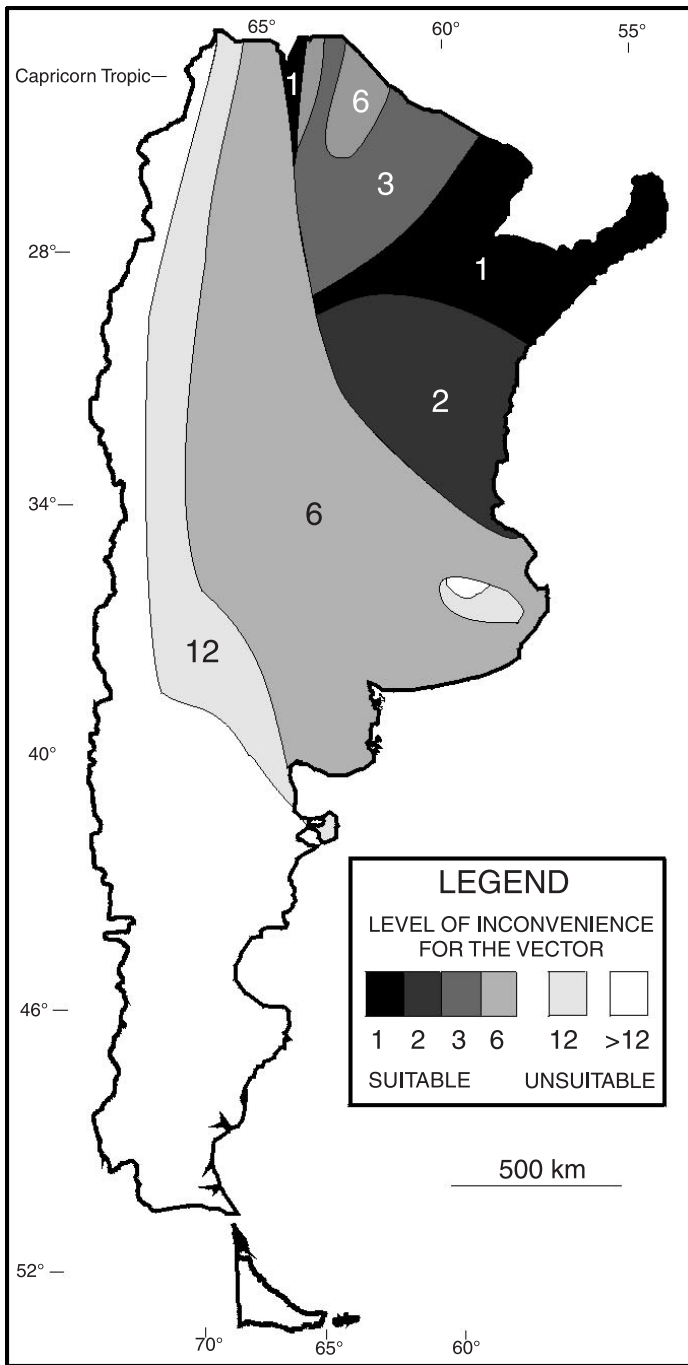 65° 60° 55°
Capricorn Tropic
1
6
3
28°
1
2
34°
6
12
40°
LEGEND
LEVEL OF INCONVENIENCE
FOR THE VECTOR
46°
1 2 3 6 12 >12
SUITABLE UNSUITABLE
500 km
52°
70° 65° 60°